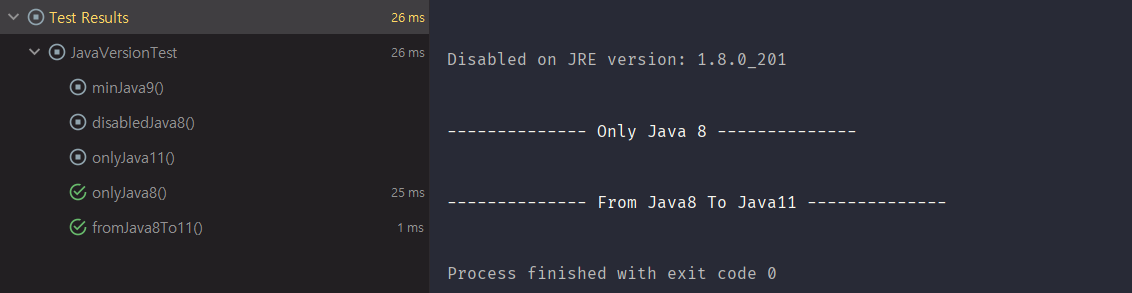 Test Results 26 ms
JavaVersionTest 26 ms
minJava9()
disabledJava8()
onlyJava11()
onlyJava8() 25 ms
fromJava8To11() 1 ms
Disabled on JRE version: 1.8.0_201
-------------- Only Java 8 --------------
-------------- From Java8 To Java11 --------------
Process finished with exit code 0